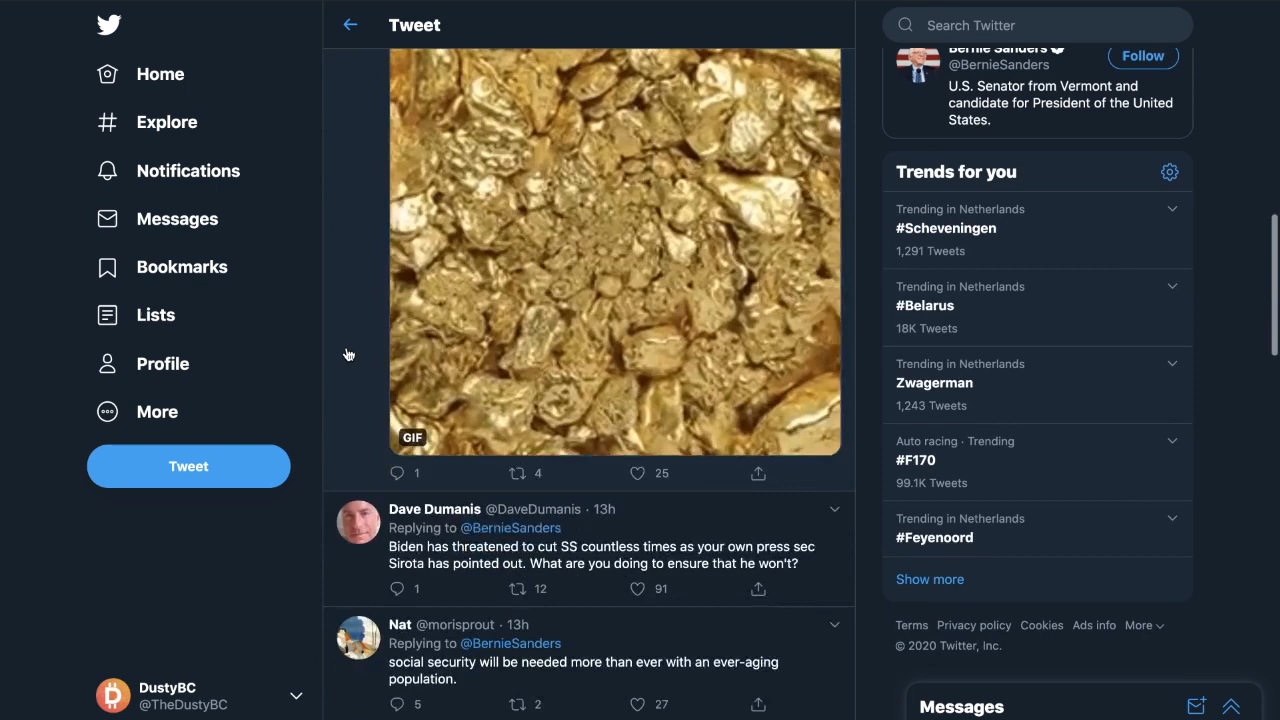 Home
Explore
Notifications
Messages
Bookmarks
Lists
Profile
More
Tweet
DustyBC
@TheDustyBC
Tweet
GIF
1
4
25
Dave Dumanis @DaveDumanis · 13h
Replying to @BernieSanders
Biden has threatened to cut SS countless times as your own press sec
Sirota has pointed out. What are you doing to ensure that he won't?
1
12
91
Nat @morisprout · 13h
Replying to @BernieSanders
social security will be needed more than ever with an ever-aging
population.
5
2
27
Search Twitter
Bernie Sanders
@BernieSanders
Follow
U.S. Senator from Vermont and
candidate for President of the United
States.
Trends for you
Trending in Netherlands
#Scheveningen
1,291 Tweets
Trending in Netherlands
#Belarus
18K Tweets
Trending in Netherlands
Zwagerman
1,243 Tweets
Auto racing · Trending
#F170
99.1K Tweets
Trending in Netherlands
#Feyenoord
Show more
Terms Privacy policy Cookies Ads info More
© 2020 Twitter, Inc.
Messages